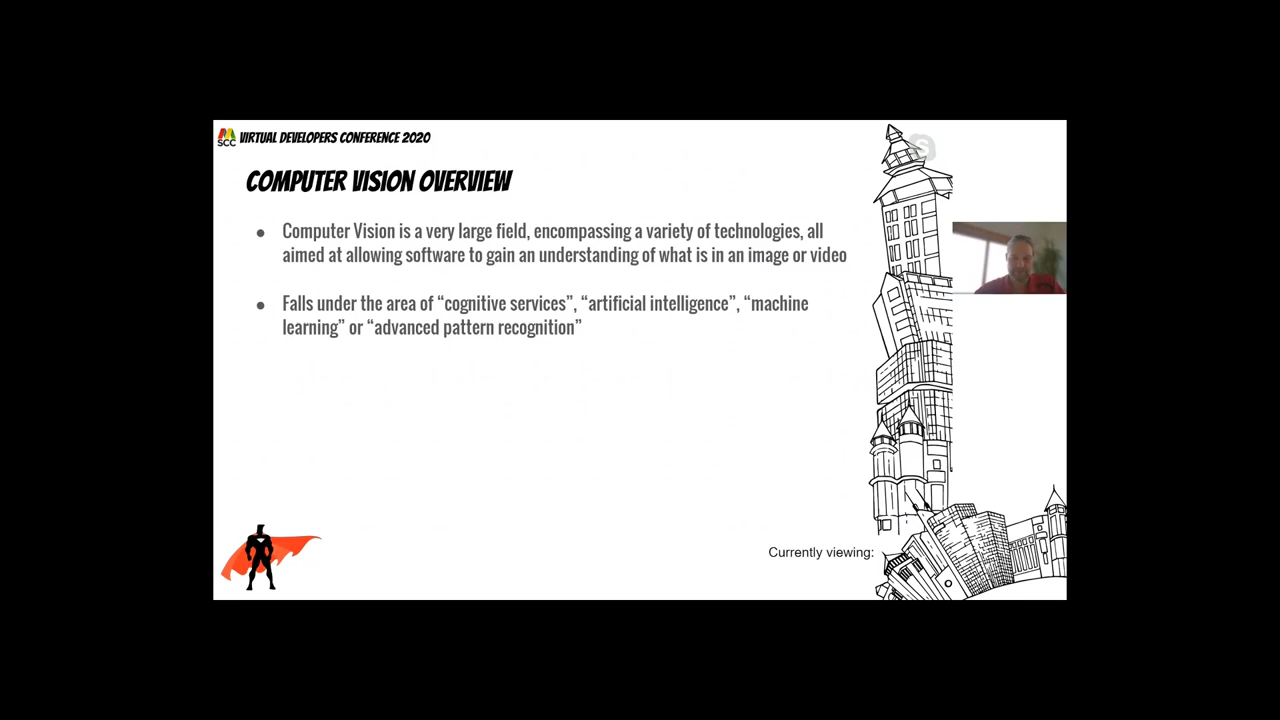 SCC VIRTUAL DEVELOPERS CONFERENCE 2020
COMPUTER VISION OVERVIEW
● Computer Vision is a very large field, encompassing a variety of technologies, all
aimed at allowing software to gain an understanding of what is in an image or video
● Falls under the area of “cognitive services”, “artificial intelligence”, “machine
learning” or “advanced pattern recognition”
Currently viewing: